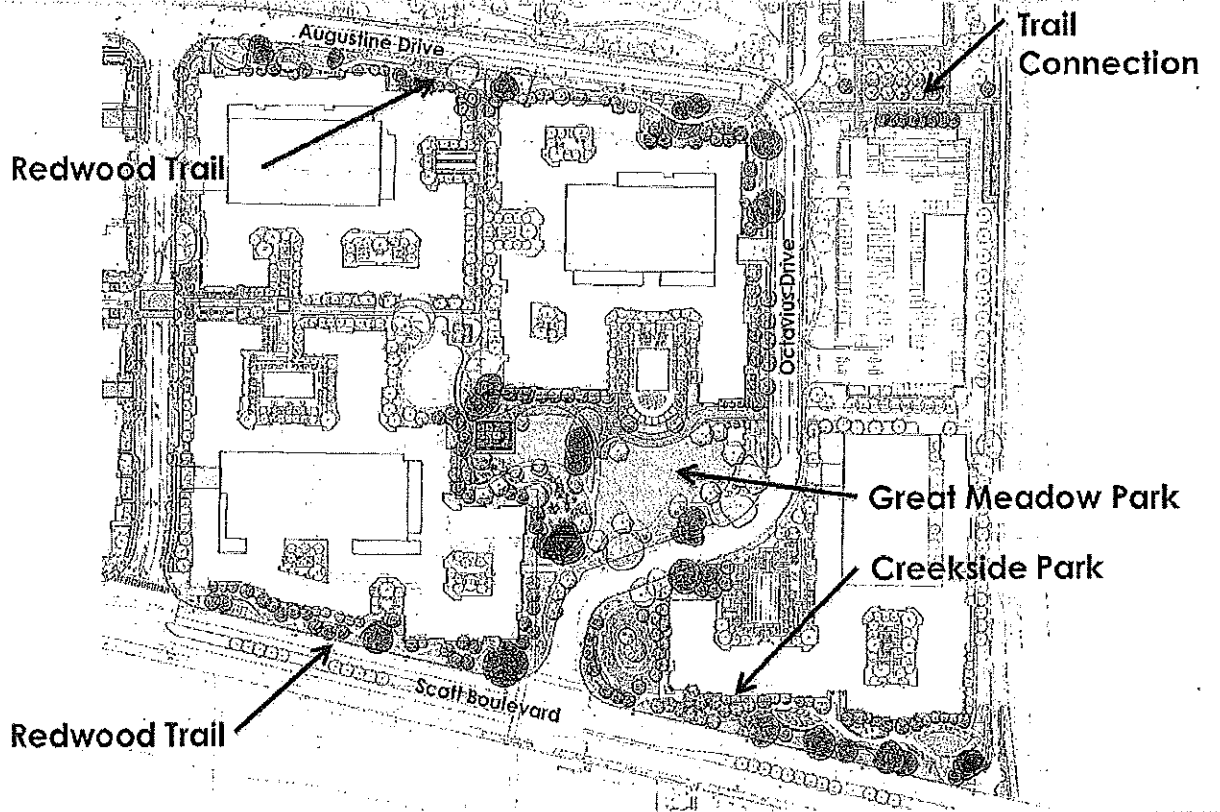 Trail
Connection
Augustine Drive
Redwood Trail
Octavius Drive
Great Meadow Park
Creekside Park
Scott Boulevard
Redwood Trail